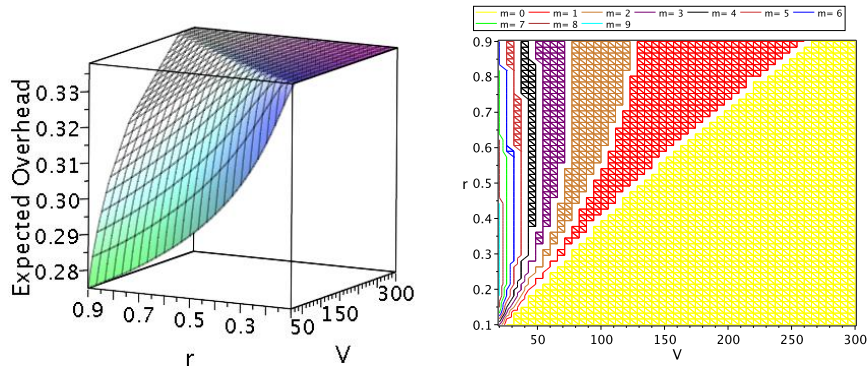 0.33
0.32
0.31
0.30
0.29
0.28
Expected Overhead
0.9
0.7
0.5
0.3
50
150
300
r
V
m= 0 m= 1 m= 2 m= 3 m= 4 m= 5 m= 6
m= 7 m= 8 m= 9
0.9
0.8
0.7
0.6
r 0.5
0.4
0.3
0.2
0.1
50 100 150 200 250 300
V